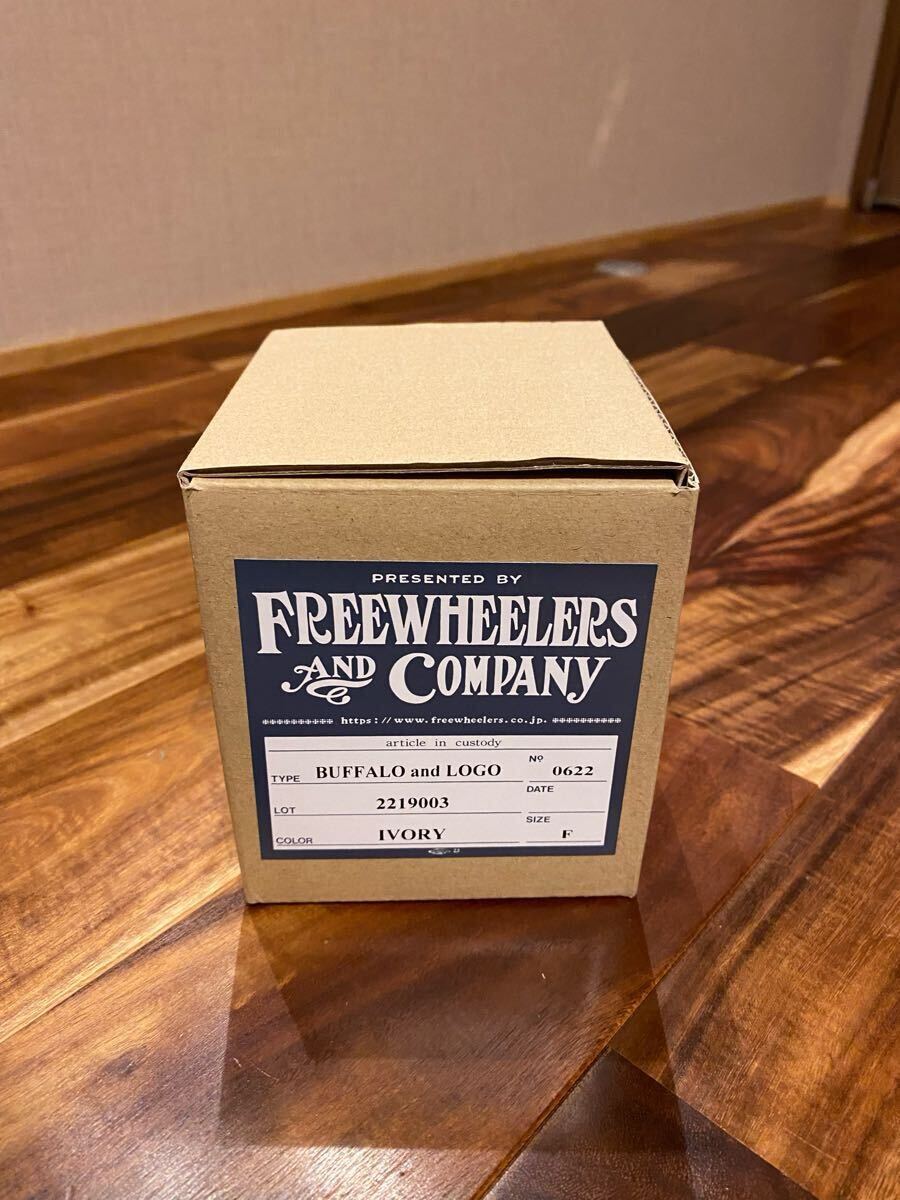 PRESENTED BY
FREEWHEELERS
AND COMPANY
https://www.freewheelers.co.jp.
article in custody
TYPE BUFFALO and LOGO Nº 0622
LOT 2219003 DATE
COLOR IVORY SIZE F